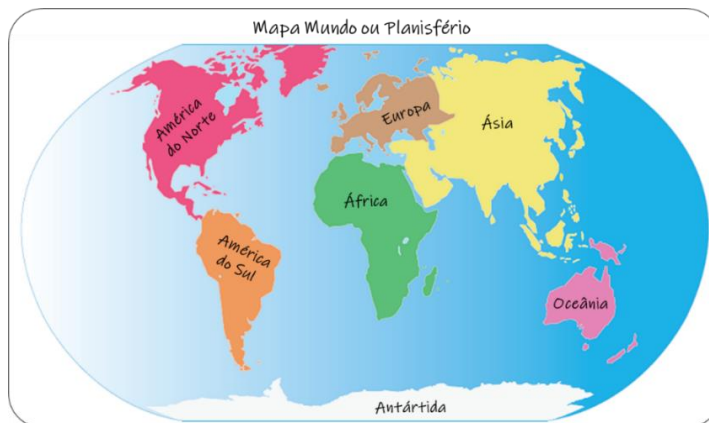 Mapa Mundo ou Planisfério
América
do Norte
Europa
Ásia
África
América
do Sul
Oceânia
Antártida